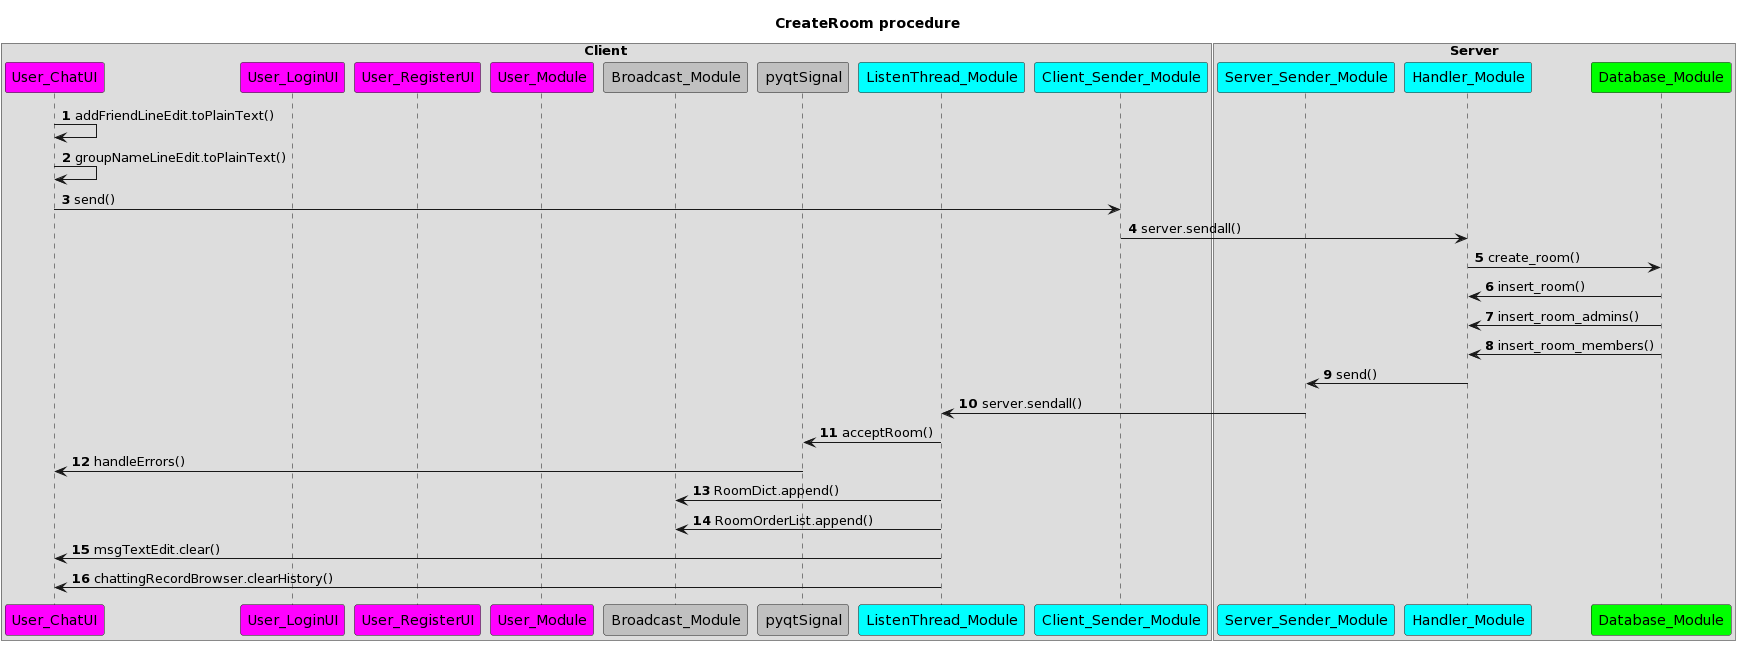 CreateRoom procedure
Client Server
User_ChatUI User_LoginUI User_RegisterUI User_Module Broadcast_Module pyqtSignal ListenThread_Module Client_Sender_Module Server_Sender_Module Handler_Module Database_Module
1 addFriendLineEdit.toPlainText()
2 groupNameLineEdit.toPlainText()
3 send()
4 server.sendall()
5 create_room()
6 insert_room()
7 insert_room_admins()
8 insert_room_members()
9 send()
10 server.sendall()
11 acceptRoom()
12 handleErrors()
13 RoomDict.append()
14 RoomOrderList.append()
15 msgTextEdit.clear()
16 chattingRecordBrowser.clearHistory()
User_ChatUI User_LoginUI User_RegisterUI User_Module Broadcast_Module pyqtSignal ListenThread_Module Client_Sender_Module Server_Sender_Module Handler_Module Database_Module